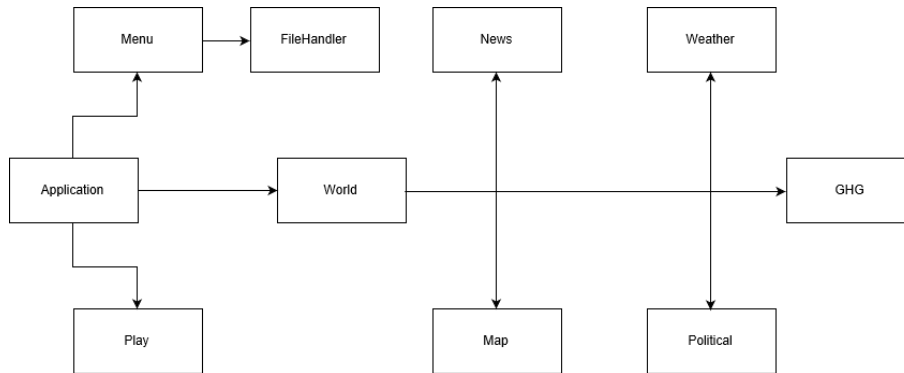 Menu
FileHandler
News
Weather
Application
World
GHG
Play
Map
Political